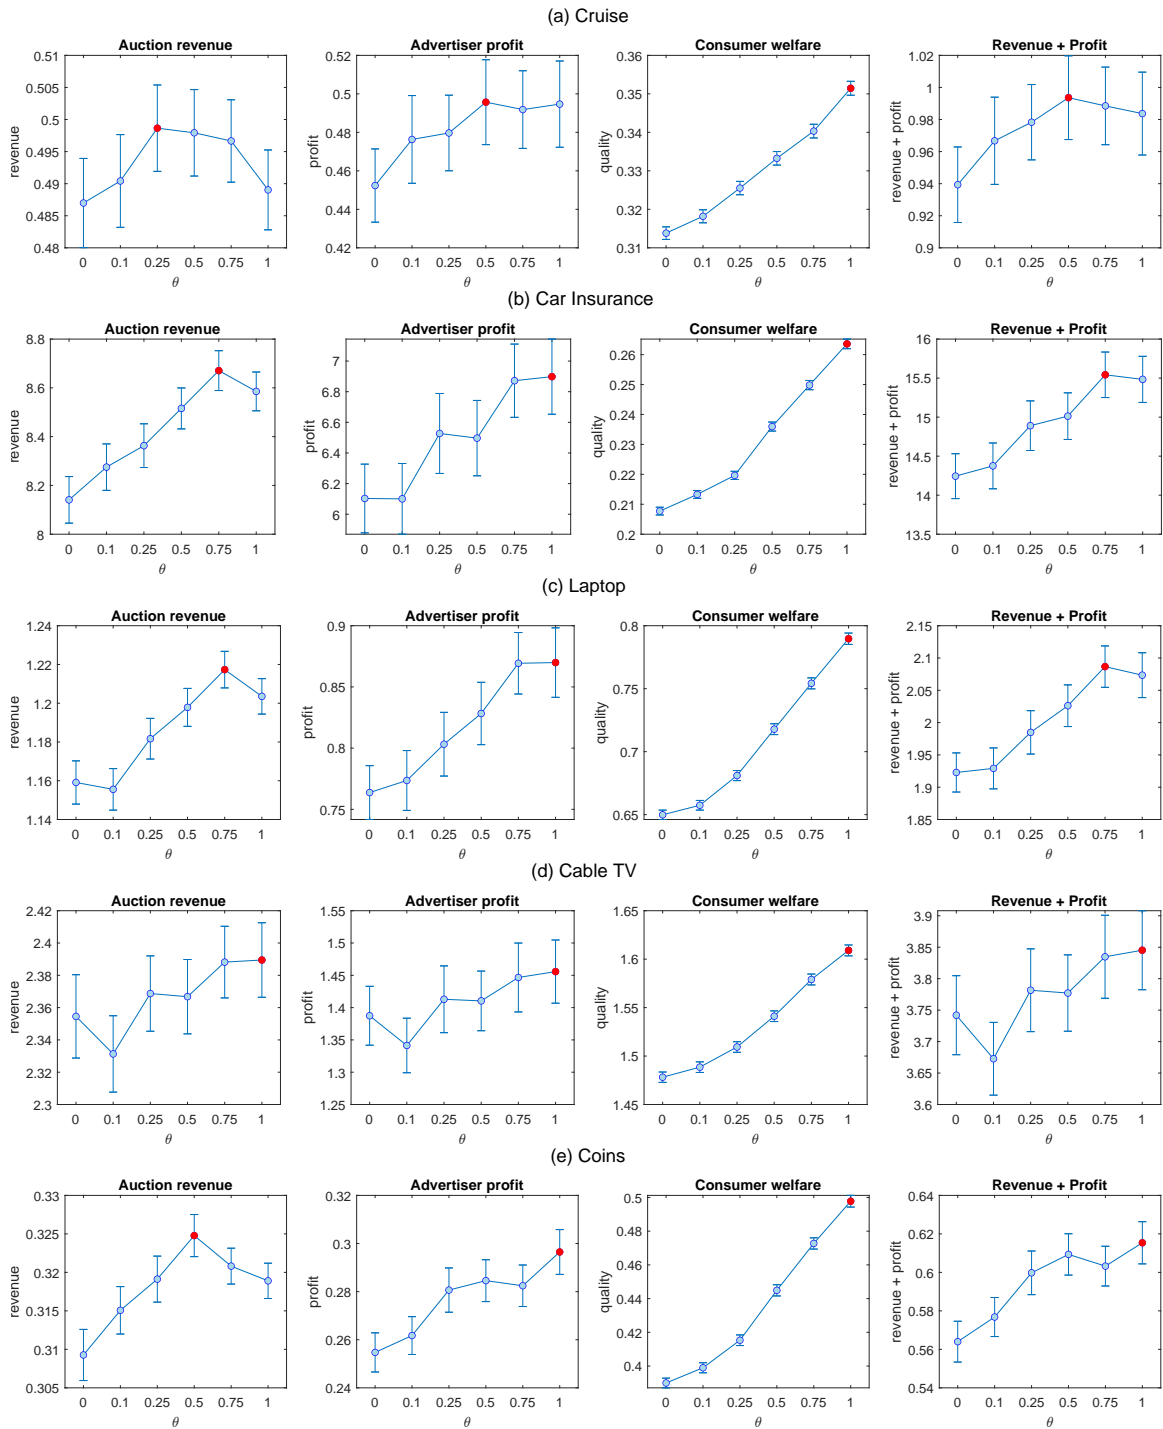 (a) Cruise
Auction revenue
0.51
0.505
0.5
0.495
0.49
0.485
0.48
revenue
0 0.1 0.25 0.5 0.75 1
θ
Advertiser profit
0.52
0.5
0.48
0.46
0.44
0.42
profit
0 0.1 0.25 0.5 0.75 1
θ
Consumer welfare
0.36
0.35
0.34
0.33
0.32
0.31
quality
0 0.1 0.25 0.5 0.75 1
θ
Revenue + Profit
1.02
1
0.98
0.96
0.94
0.92
0.9
revenue + profit
0 0.1 0.25 0.5 0.75 1
θ
(b) Car Insurance
Auction revenue
8.8
8.6
8.4
8.2
8
revenue
0 0.1 0.25 0.5 0.75 1
θ
Advertiser profit
7
6.8
6.6
6.4
6.2
6
profit
0 0.1 0.25 0.5 0.75 1
θ
Consumer welfare
0.26
0.25
0.24
0.23
0.22
0.21
0.2
quality
0 0.1 0.25 0.5 0.75 1
θ
Revenue + Profit
16
15.5
15
14.5
14
13.5
revenue + profit
0 0.1 0.25 0.5 0.75 1
θ
(c) Laptop
Auction revenue
1.24
1.22
1.2
1.18
1.16
1.14
revenue
0 0.1 0.25 0.5 0.75 1
θ
Advertiser profit
0.9
0.85
0.8
0.75
profit
0 0.1 0.25 0.5 0.75 1
θ
Consumer welfare
0.8
0.75
0.7
0.65
quality
0 0.1 0.25 0.5 0.75 1
θ
Revenue + Profit
2.15
2.1
2.05
2
1.95
1.9
1.85
revenue + profit
0 0.1 0.25 0.5 0.75 1
θ
(d) Cable TV
Auction revenue
2.42
2.4
2.38
2.36
2.34
2.32
2.3
revenue
0 0.1 0.25 0.5 0.75 1
θ
Advertiser profit
1.55
1.5
1.45
1.4
1.35
1.3
1.25
profit
0 0.1 0.25 0.5 0.75 1
θ
Consumer welfare
1.65
1.6
1.55
1.5
1.45
quality
0 0.1 0.25 0.5 0.75 1
θ
Revenue + Profit
3.9
3.85
3.8
3.75
3.7
3.65
3.6
revenue + profit
0 0.1 0.25 0.5 0.75 1
θ
(e) Coins
Auction revenue
0.33
0.325
0.32
0.315
0.31
0.305
revenue
0 0.1 0.25 0.5 0.75 1
θ
Advertiser profit
0.32
0.3
0.28
0.26
0.24
profit
0 0.1 0.25 0.5 0.75 1
θ
Consumer welfare
0.5
0.48
0.46
0.44
0.42
0.4
quality
0 0.1 0.25 0.5 0.75 1
θ
Revenue + Profit
0.64
0.62
0.6
0.58
0.56
0.54
revenue + profit
0 0.1 0.25 0.5 0.75 1
θ